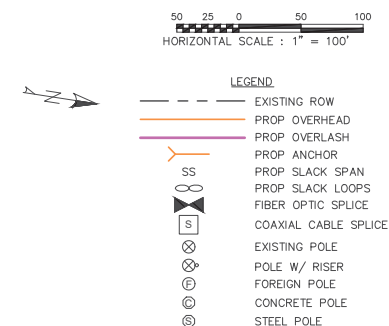 50 25 0 50 100
HORIZONTAL SCALE : 1" = 100'
N
LEGEND
EXISTING ROW
PROP OVERHEAD
PROP OVERLASH
PROP ANCHOR
SS PROP SLACK SPAN
PROP SLACK LOOPS
FIBER OPTIC SPLICE
S COAXIAL CABLE SPLICE
EXISTING POLE
POLE W/ RISER
F FOREIGN POLE
C CONCRETE POLE
S STEEL POLE